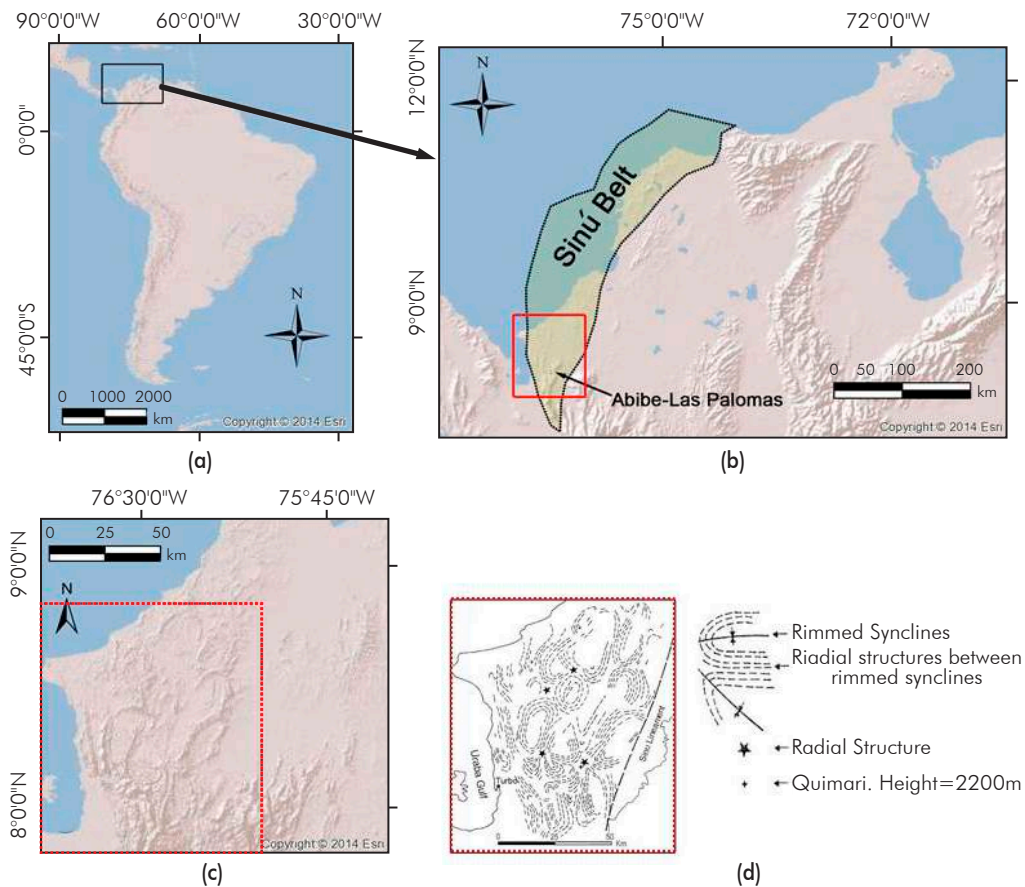 90°0'0"W 60°0'0"W 30°0'0"W
0°0'0"
45°0'0"S
N
0 1000 2000
km
Copyright © 2014 Esri
(a)
75°0'0"W 72°0'0"W
12°0'0"N
9°0'0"N
N
Sinú Belt
Abibe-Las Palomas
0 50 100 200
km
Copyright © 2014 Esri
(b)
76°30'0"W 75°45'0"W
0 25 50
km
9°0'0"N
8°0'0"N
N
Copyright © 2014 Esri
(c)
Uraba Gulf
Turbo
Sinu Lineament
0 25 50
Km
Rimmed Synclines
Riadial structures between
rimmed synclines
Radial Structure
Quimari. Height=2200m
(d)